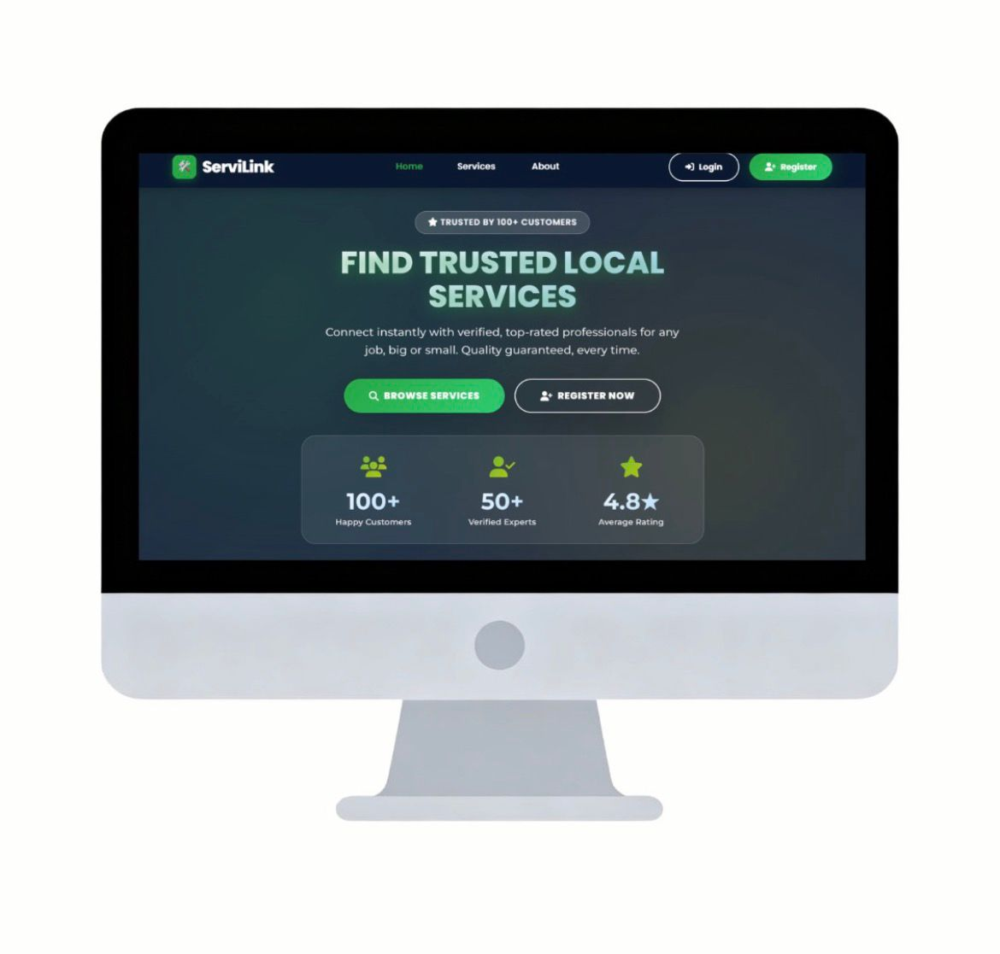 ServiLink
Home
Services
About
Login
Register
TRUSTED BY 100+ CUSTOMERS
FIND TRUSTED LOCAL
SERVICES
Connect instantly with verified, top-rated professionals for any
job, big or small. Quality guaranteed, every time.
BROWSE SERVICES
REGISTER NOW
100+
Happy Customers
50+
Verified Experts
4.8★
Average Rating